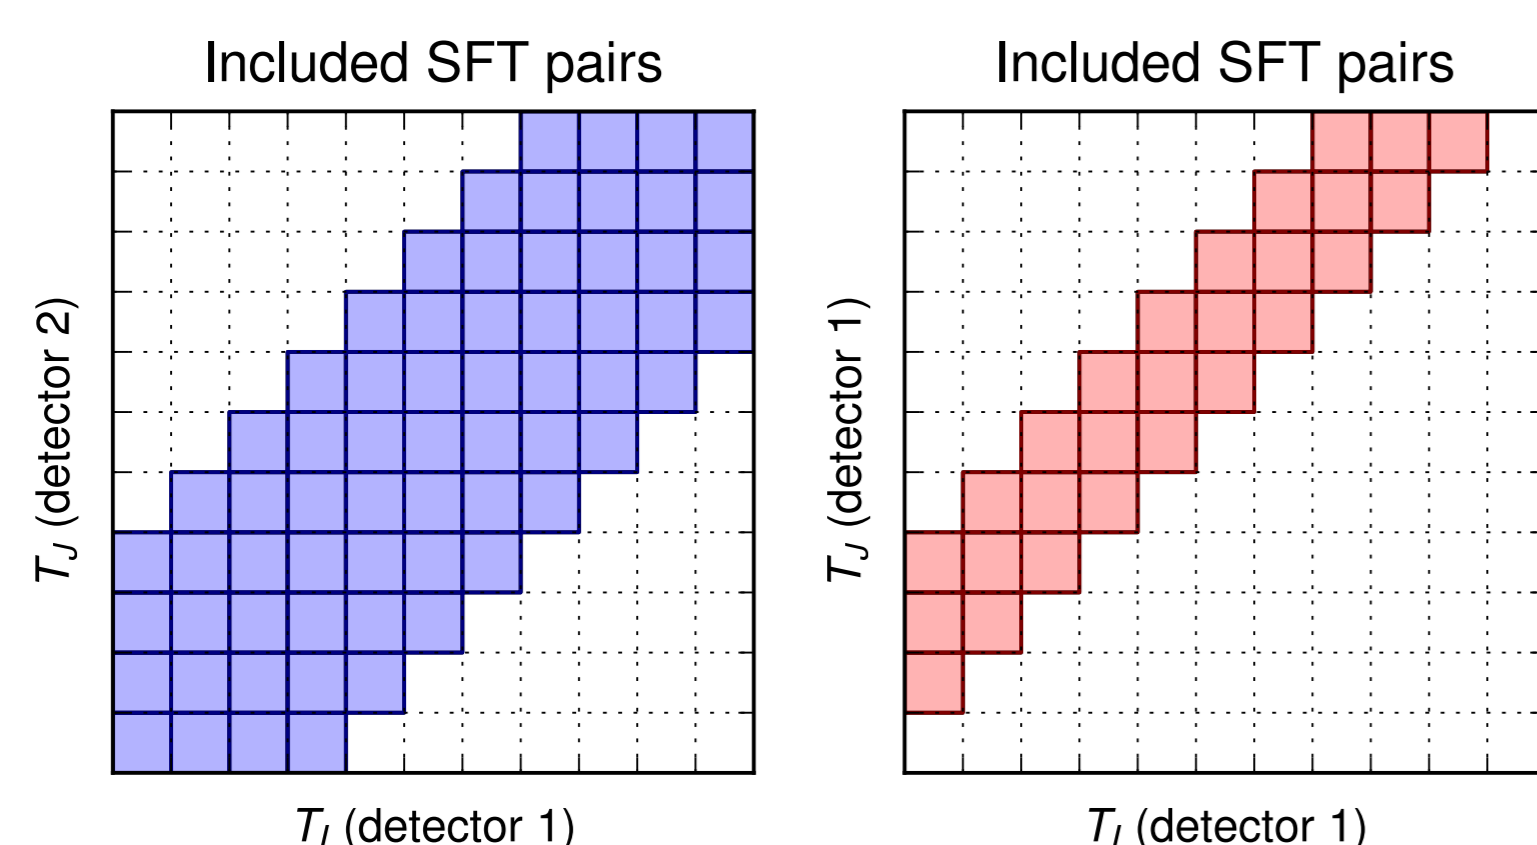 Included SFT pairs
Included SFT pairs
T_J (detector 2)
T_J (detector 1)
T_I (detector 1)
T_I (detector 1)